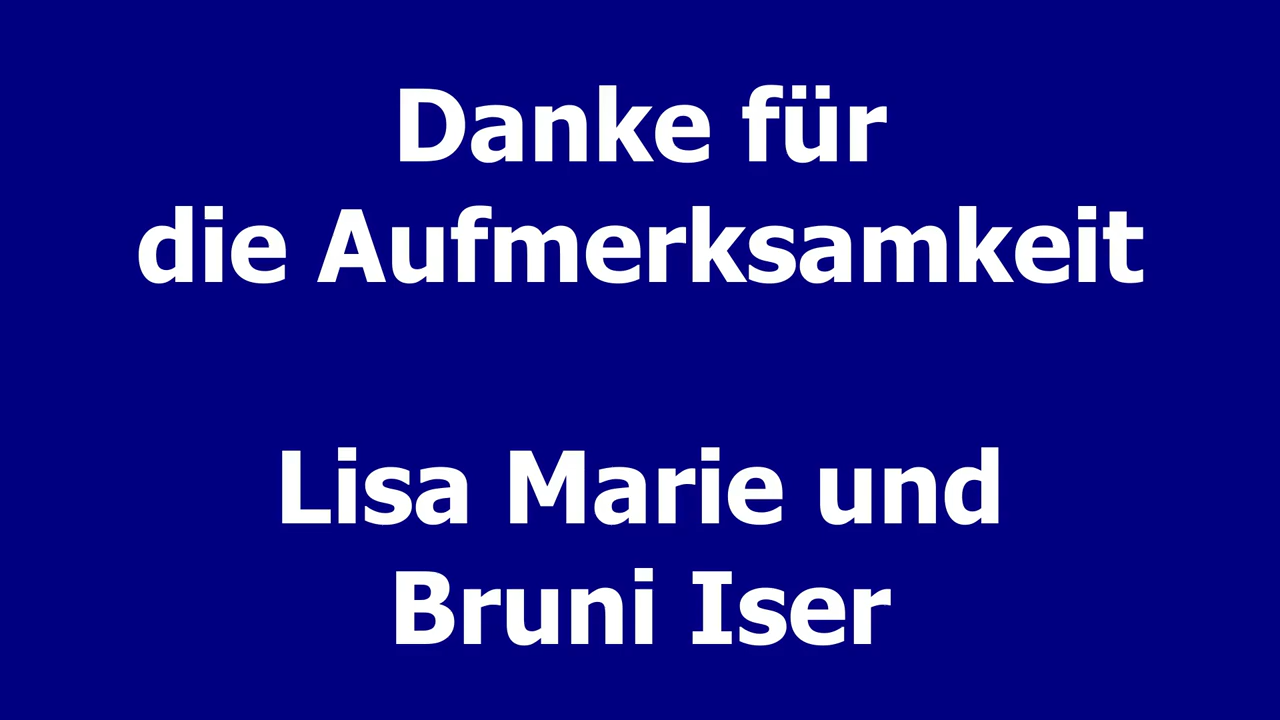 Danke für
die Aufmerksamkeit
Lisa Marie und
Bruni Iser